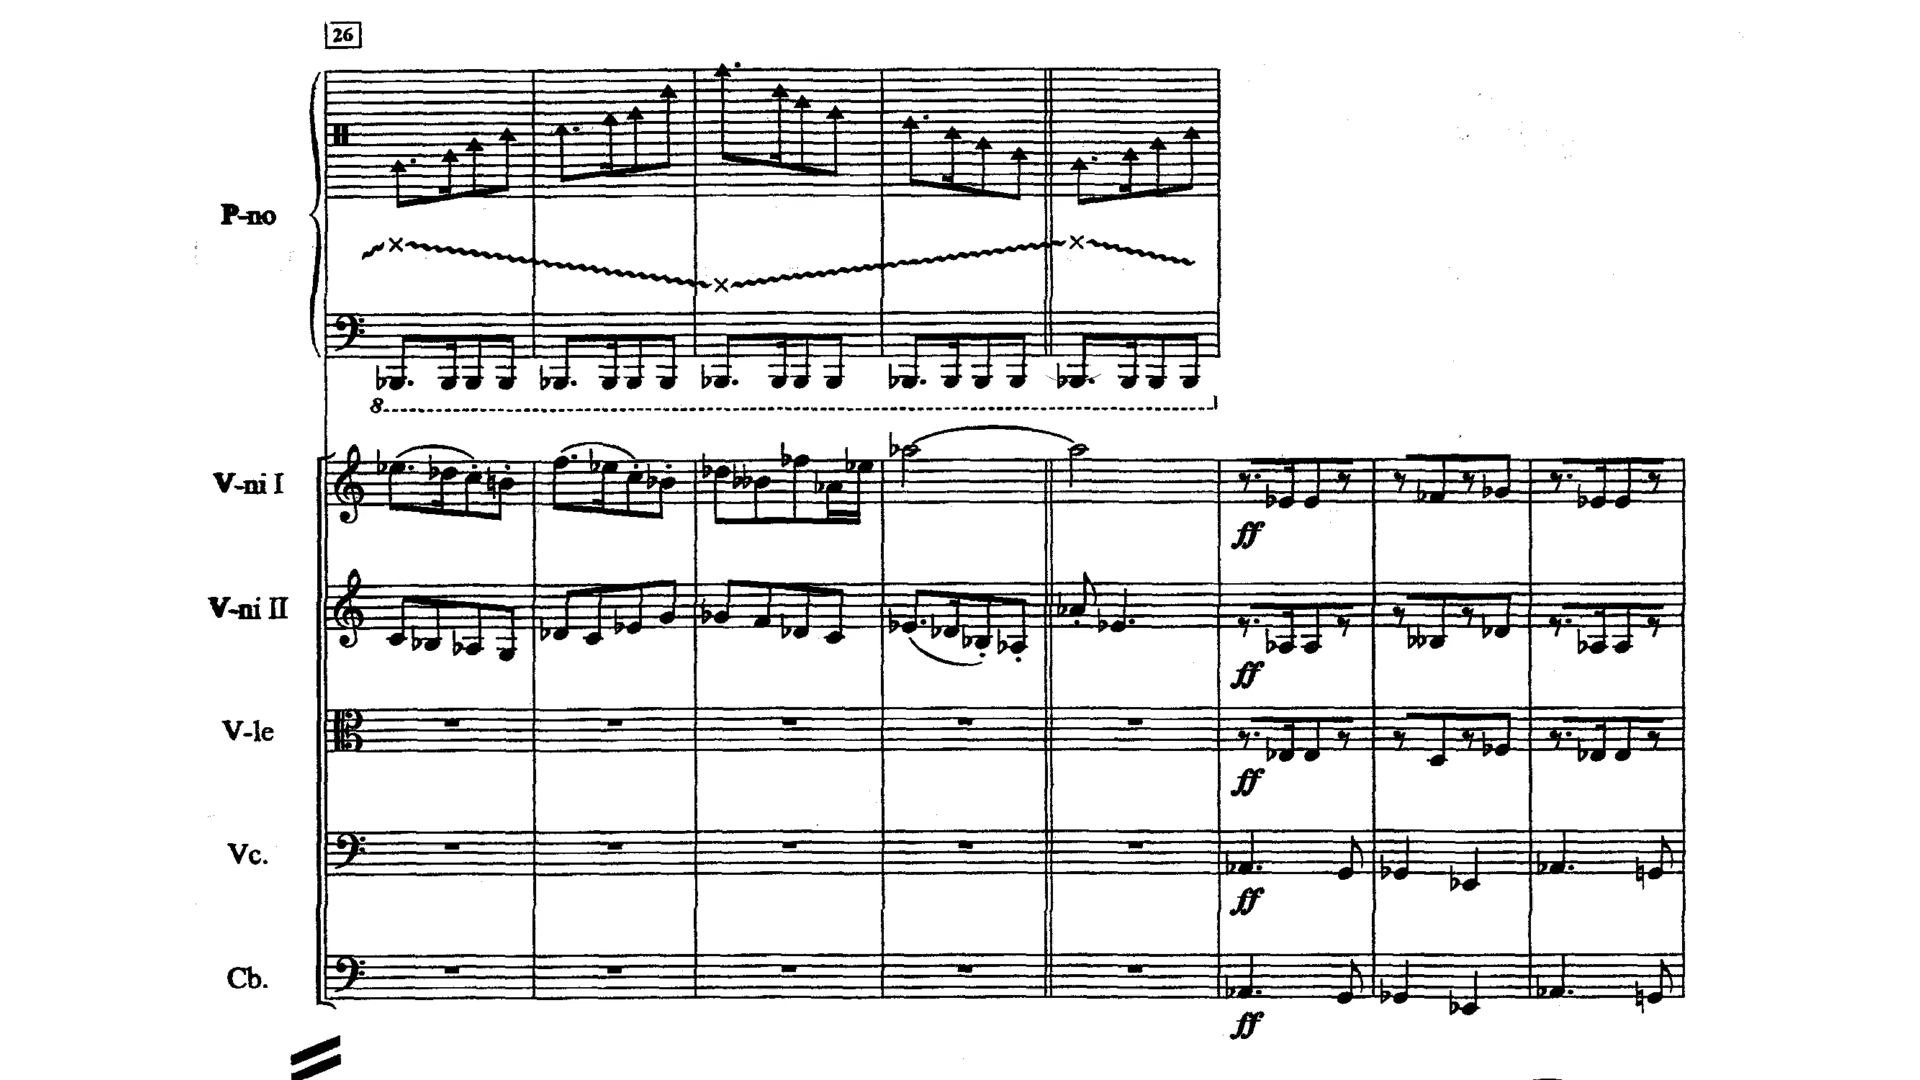 26
P-no
8
V-ni I
ff
V-ni II
ff
V-le
ff
Vc.
ff
Cb.
ff